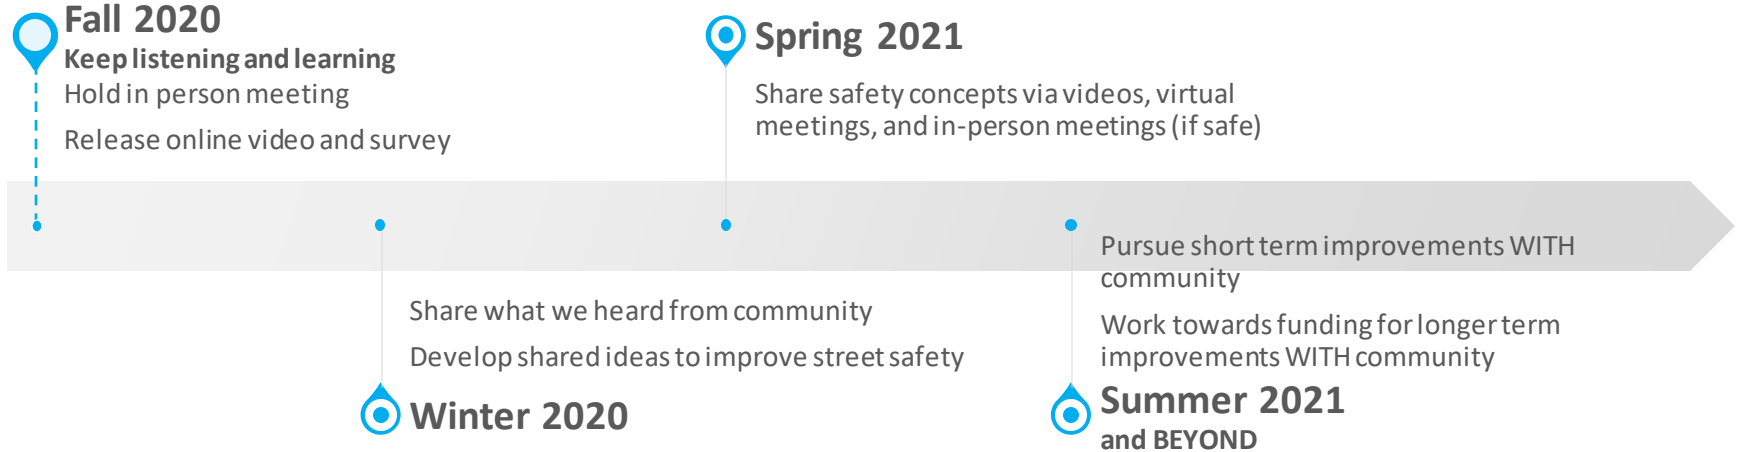 Fall 2020
Keep listening and learning
Hold in person meeting
Release online video and survey
Share what we heard from community
Develop shared ideas to improve street safety
Winter 2020
Spring 2021
Share safety concepts via videos, virtual
meetings, and in-person meetings (if safe)
Pursue short term improvements WITH
community
Work towards funding for longer term
improvements WITH community
Summer 2021
and BEYOND